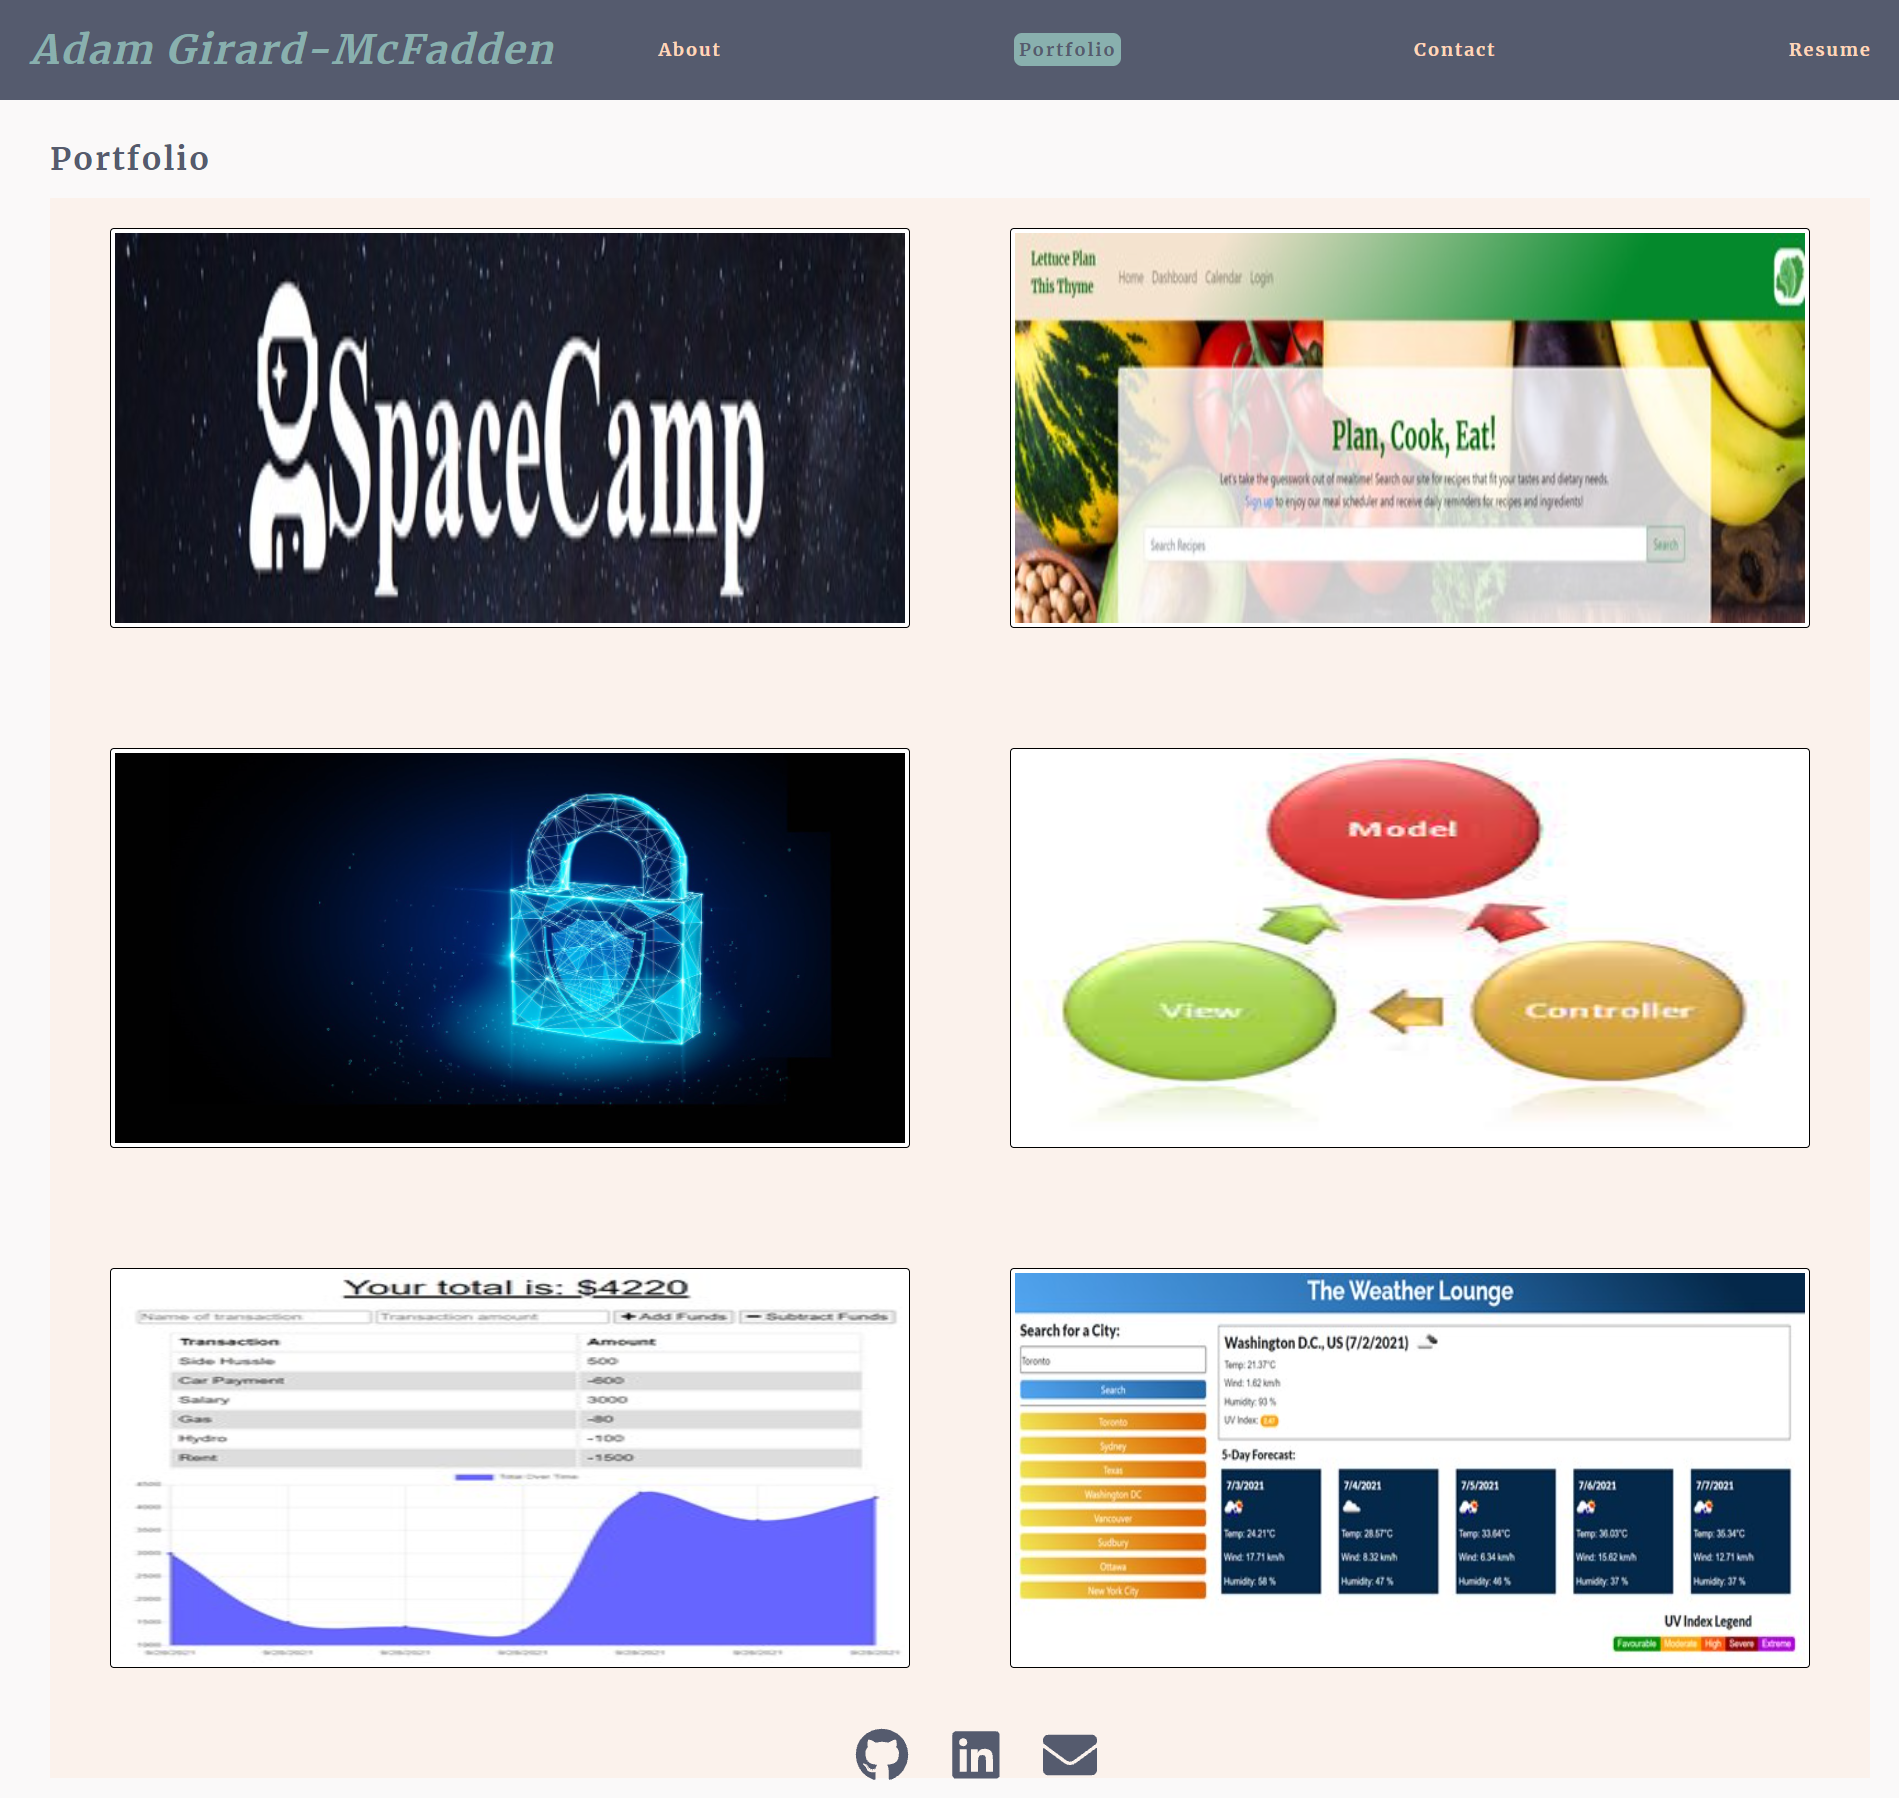 Adam Girard-McFadden About Portfolio Contact Resume
Portfolio
SpaceCamp
Lettuce Plan
This Thyme
Home Dashboard Calendar Login
Plan, Cook, Eat!
Let's take the guesswork out of mealtime! Search our site for recipes that fit your tastes and dietary needs.
Sign up to enjoy our meal scheduler and receive daily reminders for recipes and ingredients!
Search Recipes Search
Model
View
Controller
Your total is: $4220
Name of transaction Transaction amount + Add Funds − Subtract Funds
Transaction Amount
Side Hussle 500
Car Payment -600
Salary 3000
Gas -80
Hydro -100
Rent -1500
Total Over Time
4500
4000
3500
3000
2500
2000
1500
1000
The Weather Lounge
Search for a City:
Toronto
Search
Toronto
Sydney
Texas
Washington DC
Vancouver
Sudbury
Ottawa
New York City
Washington D.C., US (7/2/2021)
Temp: 21.37°C
Wind: 1.62 km/h
Humidity: 93 %
UV Index:
5-Day Forecast:
7/3/2021
Temp: 24.21°C
Wind: 17.71 km/h
Humidity: 58 %
7/4/2021
Temp: 28.57°C
Wind: 8.32 km/h
Humidity: 47 %
7/5/2021
Temp: 33.64°C
Wind: 6.34 km/h
Humidity: 46 %
7/6/2021
Temp: 36.03°C
Wind: 15.62 km/h
Humidity: 37 %
7/7/2021
Temp: 35.34°C
Wind: 12.71 km/h
Humidity: 37 %
UV Index Legend
Favourable Moderate High Severe Extreme
in